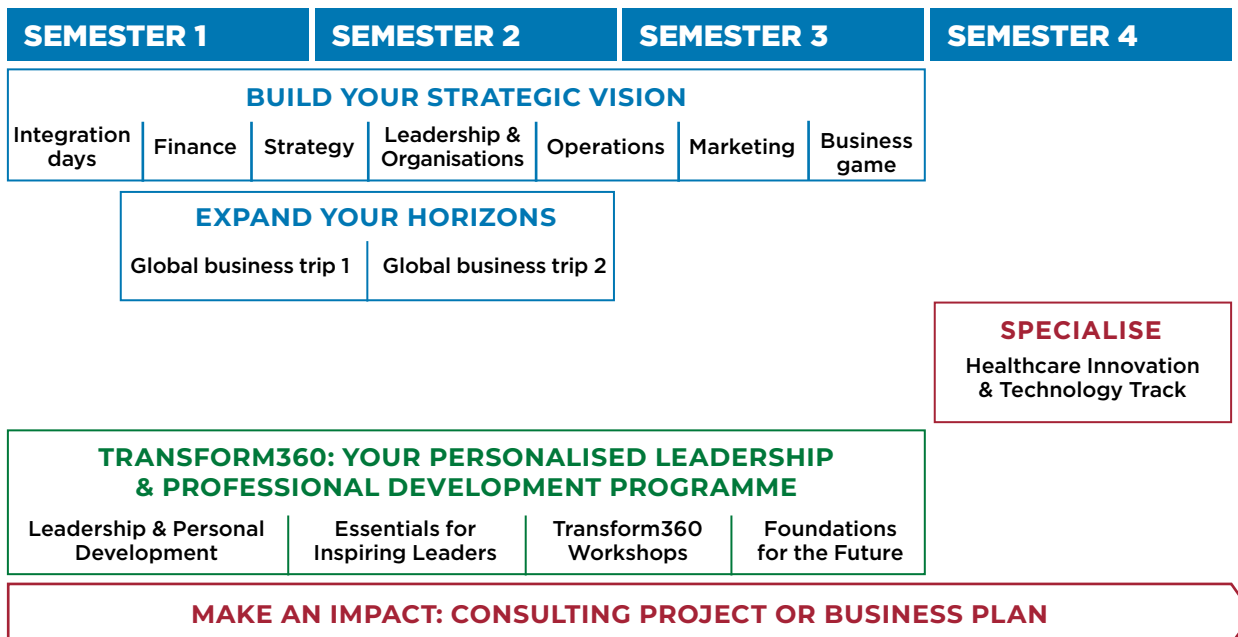 SEMESTER 1
SEMESTER 2
SEMESTER 3
SEMESTER 4
BUILD YOUR STRATEGIC VISION
Integration
days
Finance
Strategy
Leadership &
Organisations
Operations
Marketing
Business
game
EXPAND YOUR HORIZONS
Global business trip 1
Global business trip 2
SPECIALISE
Healthcare Innovation
& Technology Track
TRANSFORM360: YOUR PERSONALISED LEADERSHIP
& PROFESSIONAL DEVELOPMENT PROGRAMME
Leadership & Personal
Development
Essentials for
Inspiring Leaders
Transform360
Workshops
Foundations
for the Future
MAKE AN IMPACT: CONSULTING PROJECT OR BUSINESS PLAN